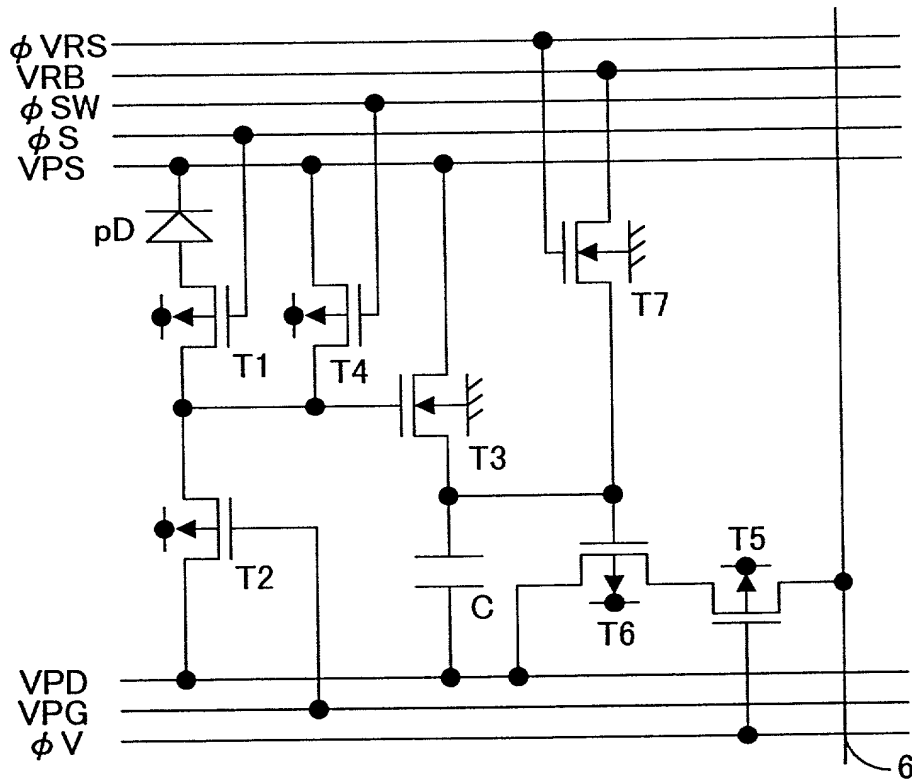 φVRS
VRB
φSW
φS
VPS
pD
T1
T4
T7
T3
T2
C
T6
T5
VPD
VPG
φV
6